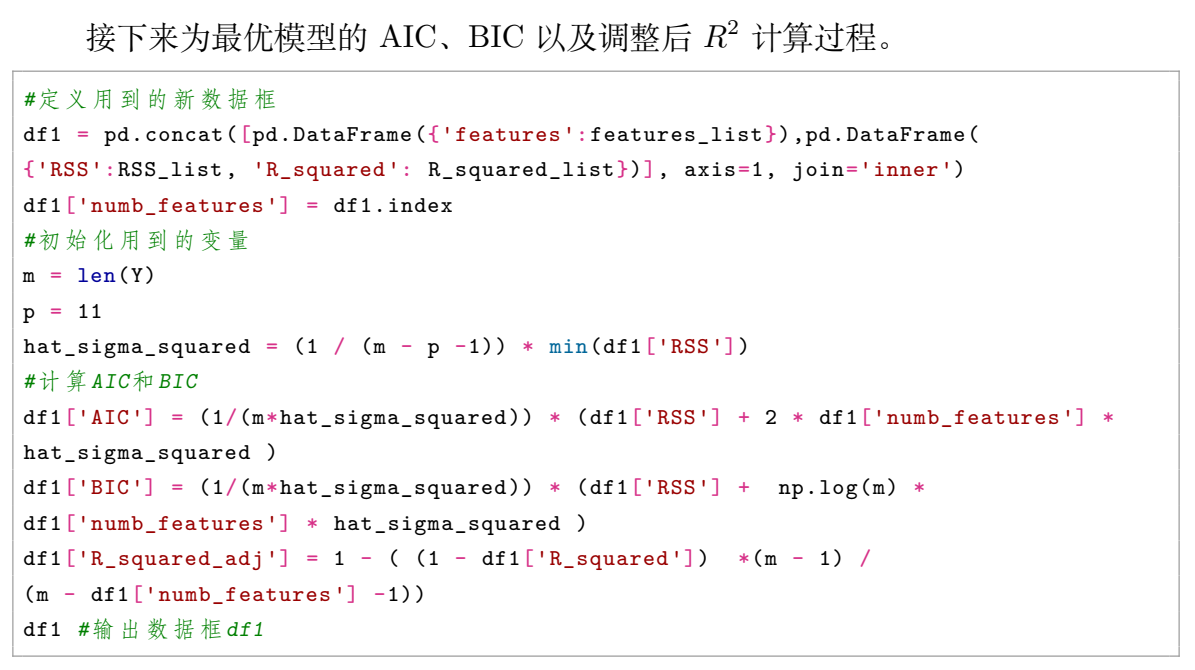 接下来为最优模型的 AIC、BIC 以及调整后 R² 计算过程。
#定义用到的新数据框
df1 = pd.concat([pd.DataFrame({'features':features_list}),pd.DataFrame(
{'RSS':RSS_list, 'R_squared': R_squared_list})], axis=1, join='inner')
df1['numb_features'] = df1.index
#初始化用到的变量
m = len(Y)
p = 11
hat_sigma_squared = (1 / (m - p -1)) * min(df1['RSS'])
#计算AIC和BIC
df1['AIC'] = (1/(m*hat_sigma_squared)) * (df1['RSS'] + 2 * df1['numb_features'] *
hat_sigma_squared )
df1['BIC'] = (1/(m*hat_sigma_squared)) * (df1['RSS'] +  np.log(m) *
df1['numb_features'] * hat_sigma_squared )
df1['R_squared_adj'] = 1 - ( (1 - df1['R_squared'])  *(m - 1) /
(m - df1['numb_features'] -1))
df1 #输出数据框df1